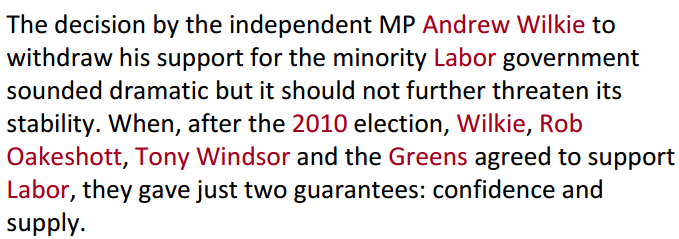 The decision by the independent MP Andrew Wilkie to
withdraw his support for the minority Labor government
sounded dramatic but it should not further threaten its
stability. When, after the 2010 election, Wilkie, Rob
Oakeshott, Tony Windsor and the Greens agreed to support
Labor, they gave just two guarantees: confidence and
supply.